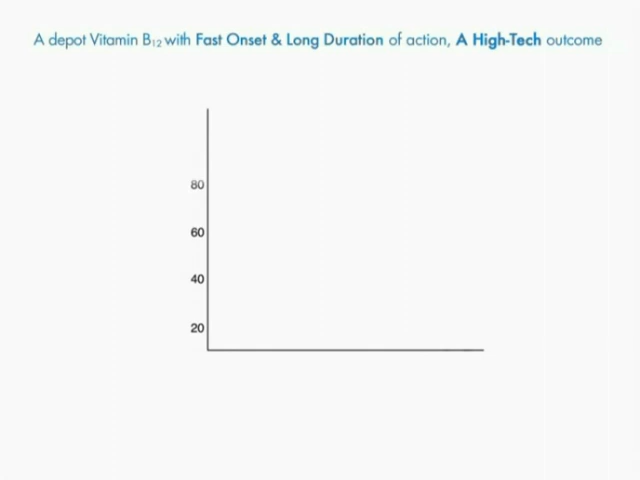 A depot Vitamin B₁₂ with Fast Onset & Long Duration of action, A High-Tech outcome
80
60
40
20